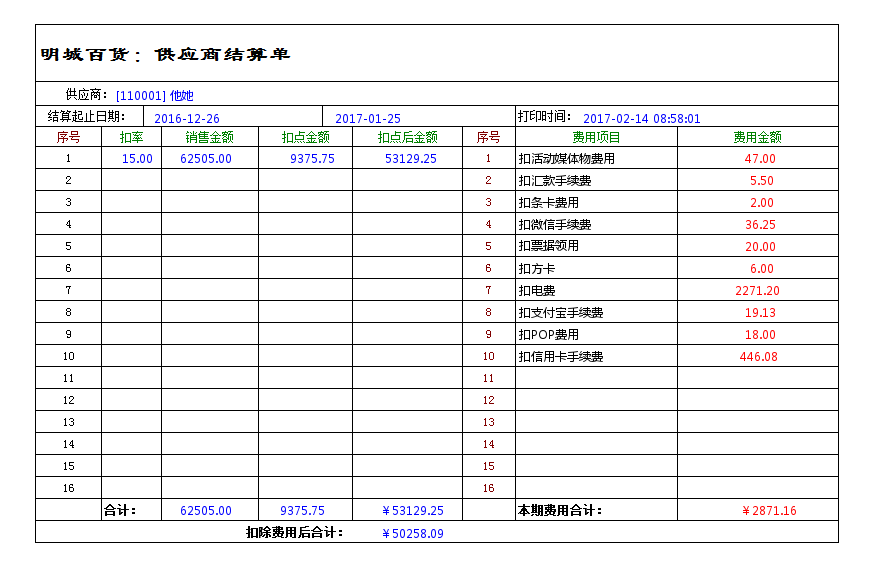 明城百货：供应商结算单
供应商： [110001] 他她
结算起止日期： 2016-12-26 2017-01-25 打印时间： 2017-02-14 08:58:01
序号 扣率 销售金额 扣点金额 扣点后金额 序号 费用项目 费用金额
1 15.00 62505.00 9375.75 53129.25 1 扣活动媒体物费用 47.00
2 2 扣汇款手续费 5.50
3 3 扣条卡费用 2.00
4 4 扣微信手续费 36.25
5 5 扣票据领用 20.00
6 6 扣方卡 6.00
7 7 扣电费 2271.20
8 8 扣支付宝手续费 19.13
9 9 扣POP费用 18.00
10 10 扣信用卡手续费 446.08
11 11
12 12
13 13
14 14
15 15
16 16
合计： 62505.00 9375.75 ￥53129.25 本期费用合计： ￥2871.16
扣除费用后合计： ￥50258.09